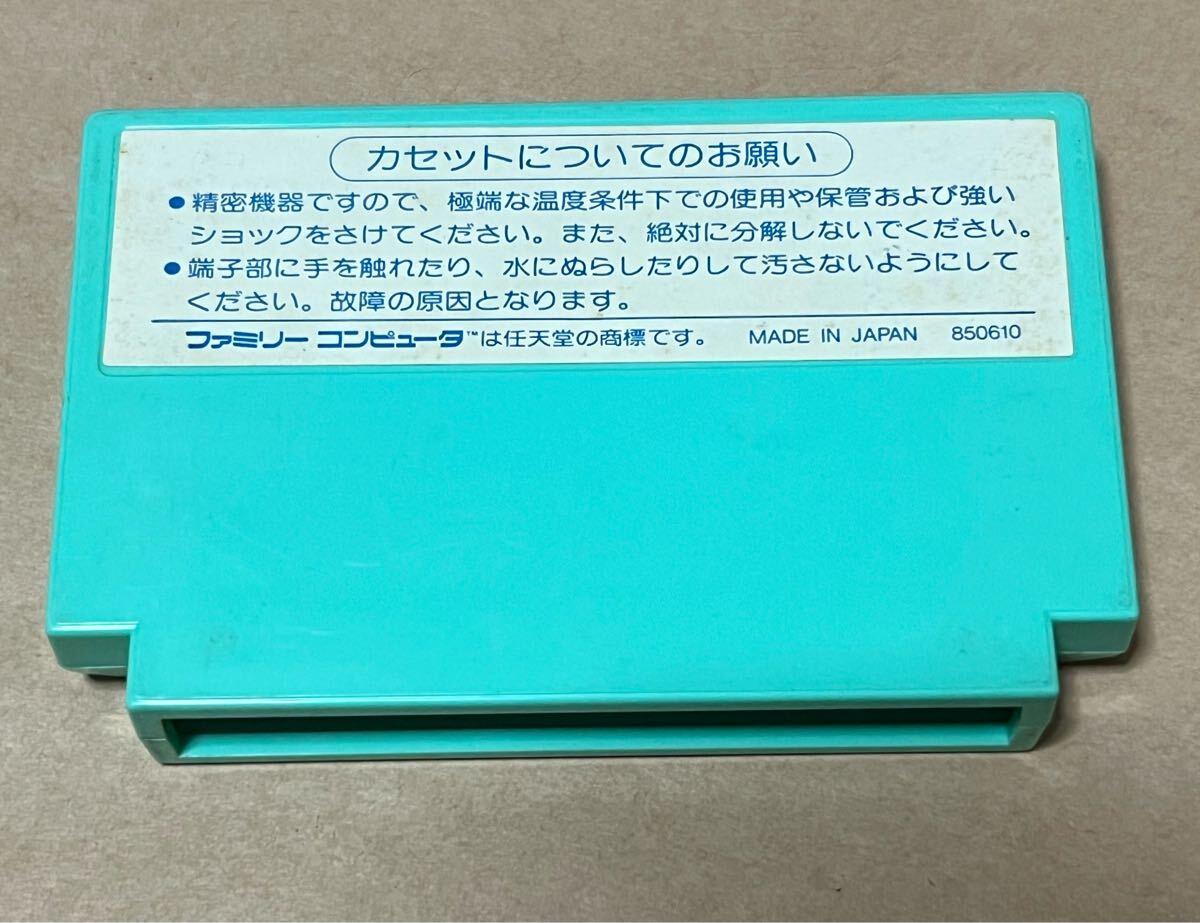 カセットについてのお願い
●精密機器ですので、極端な温度条件下での使用や保管および強い
ショックをさけてください。また、絶対に分解しないでください。
●端子部に手を触れたり、水にぬらしたりして汚さないようにして
ください。故障の原因となります。
ファミリー コンピュータ™は任天堂の商標です。 MADE IN JAPAN 850610